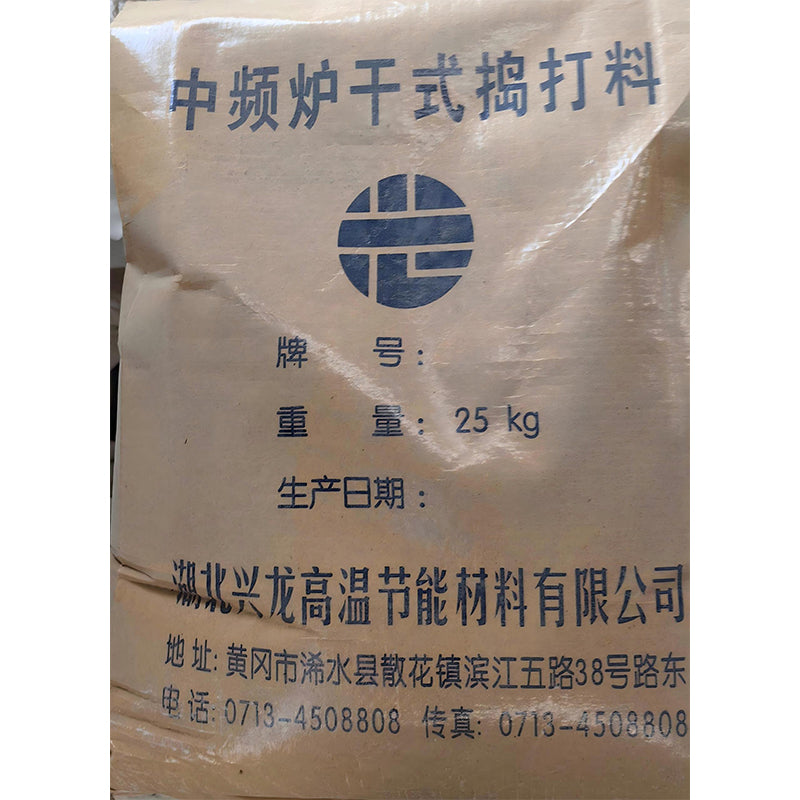 中频炉干式捣打料
牌 号:
重 量: 25 kg
生产日期:
湖北兴龙高温节能材料有限公司
地 址: 黄冈市浠水县散花镇滨江五路38号路东
电 话: 0713-4508808 传真: 0713-4508808